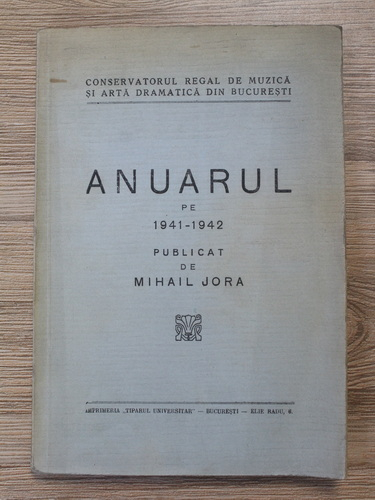 CONSERVATORUL REGAL DE MUZICĂ
ȘI ARTĂ DRAMATICĂ DIN BUCUREȘTI
ANUARUL
PE
1941-1942
PUBLICAT
DE
MIHAIL JORA
IMPRIMERIA „TIPARUL UNIVERSITAR" — BUCUREȘTI — ELIE RADU, 6.